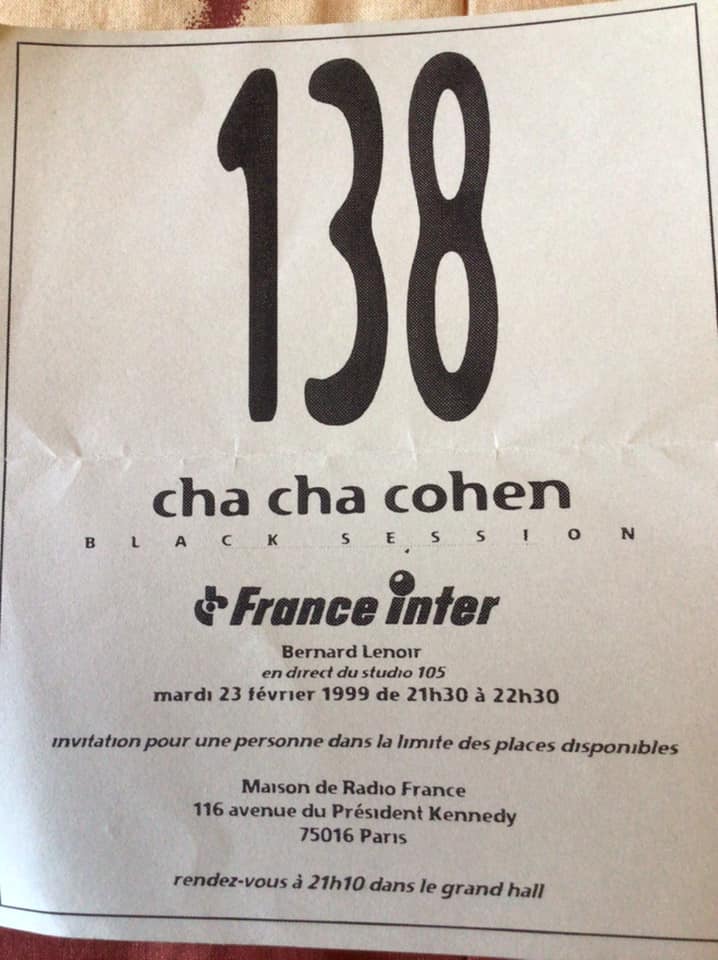 138
cha cha cohen
BLACK SESSION
France inter
Bernard Lenoir
en direct du studio 105
mardi 23 février 1999 de 21h30 à 22h30
invitation pour une personne dans la limite des places disponibles
Maison de Radio France
116 avenue du Président Kennedy
75016 Paris
rendez-vous à 21h10 dans le grand hall